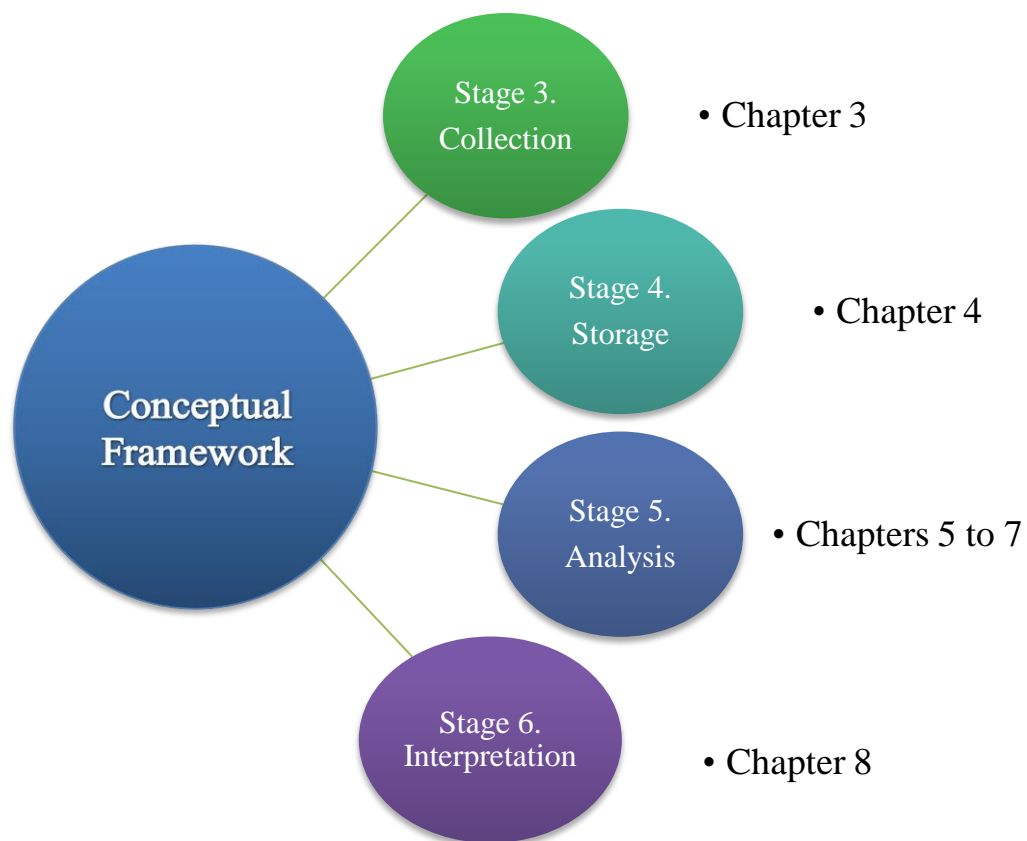 Stage 3.
Collection
• Chapter 3
Stage 4.
Storage
• Chapter 4
Conceptual
Framework
Stage 5.
Analysis
• Chapters 5 to 7
Stage 6.
Interpretation
• Chapter 8